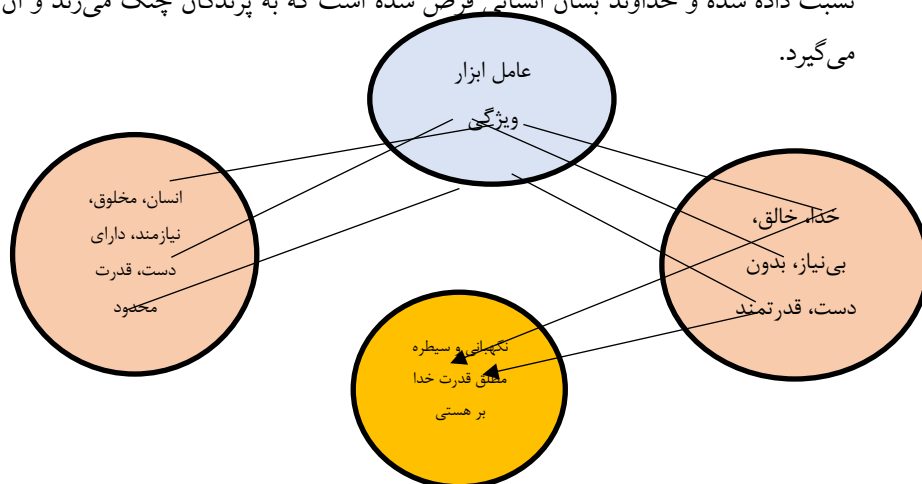 نسبت داده شده و خداوند بسان انسانی فرض شده است که به پرندگان چنگ می‌زند و آن
می‌گیرد.
عامل ابزار
ویژگی
خدا، خالق،
بی‌نیاز، بدون
دست، قدرتمند
انسان، مخلوق،
نیازمند، دارای
دست، قدرت
محدود
نگهبانی و سیطره
مطلق قدرت خدا
بر هستی